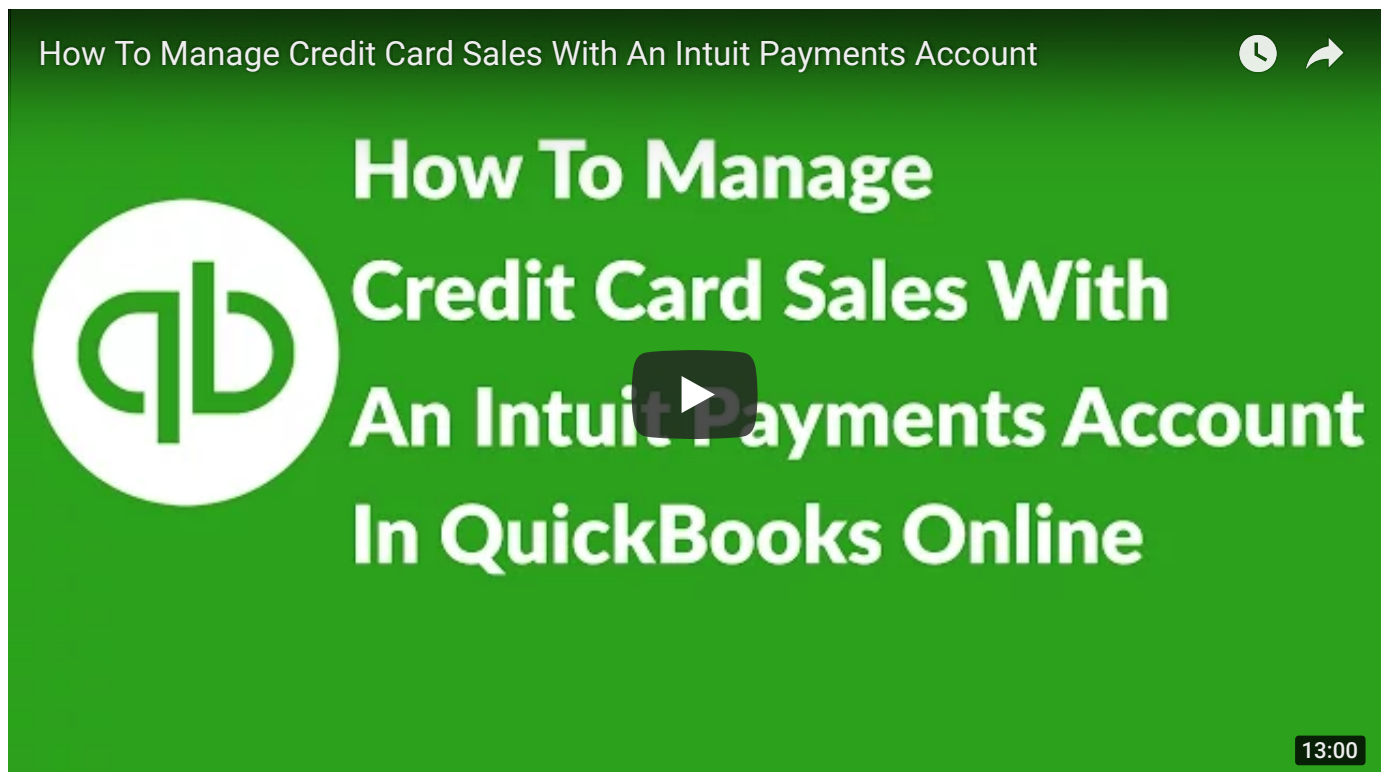 How To Manage Credit Card Sales With An Intuit Payments Account
How To Manage
Credit Card Sales With
qb
An Intuit Payments Account
In QuickBooks Online
13:00